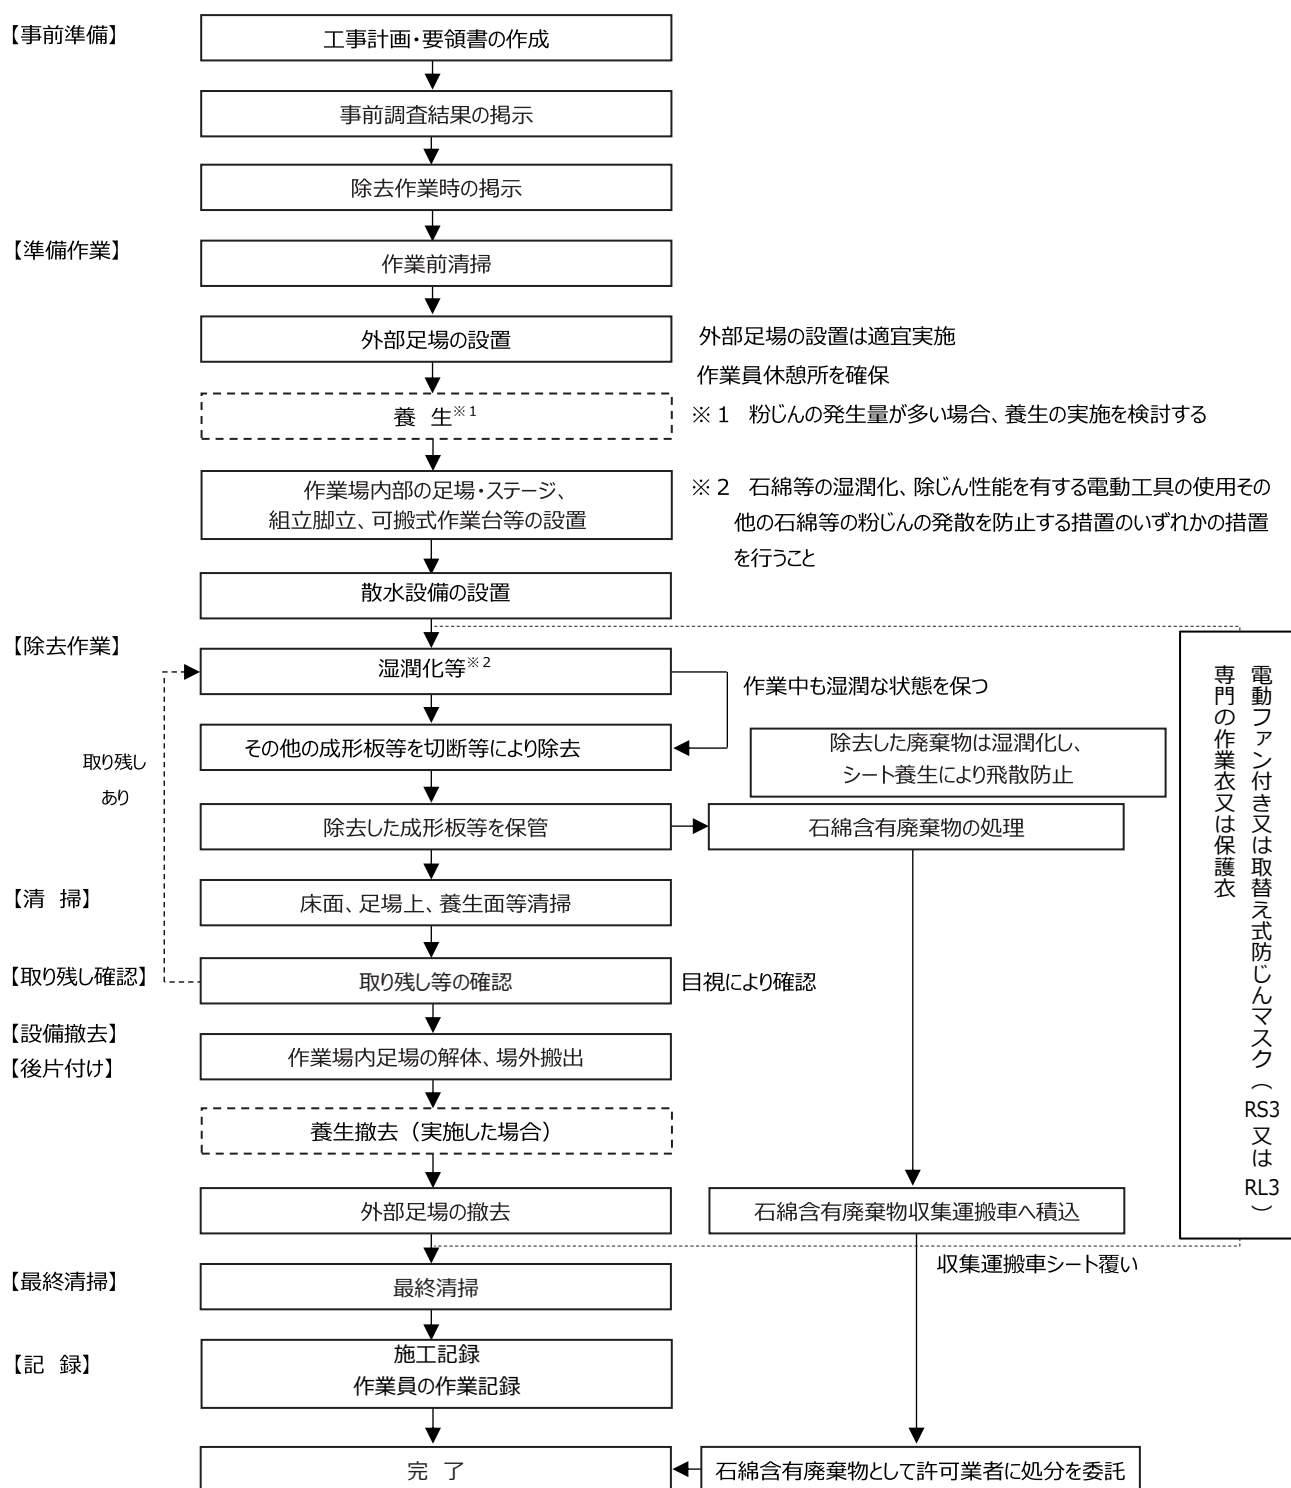 【事前準備】
工事計画・要領書の作成
事前調査結果の掲示
除去作業時の掲示
【準備作業】
作業前清掃
外部足場の設置
外部足場の設置は適宜実施
作業員休憩所を確保
養 生※1
※1 粉じんの発生量が多い場合、養生の実施を検討する
作業場内部の足場・ステージ、
組立脚立、可搬式作業台等の設置
※2 石綿等の湿潤化、除じん性能を有する電動工具の使用その
他の石綿等の粉じんの発散を防止する措置のいずれかの措置
を行うこと
散水設備の設置
【除去作業】
湿潤化等※2
作業中も湿潤な状態を保つ
その他の成形板等を切断等により除去
除去した廃棄物は湿潤化し、
シート養生により飛散防止
取り残し
あり
除去した成形板等を保管
石綿含有廃棄物の処理
電動ファン付き又は取替え式防じんマスク(RS3又はRL3)
専門の作業衣又は保護衣
【清 掃】
床面、足場上、養生面等清掃
【取り残し確認】
取り残し等の確認
目視により確認
【設備撤去】
【後片付け】
作業場内足場の解体、場外搬出
養生撤去(実施した場合)
外部足場の撤去
石綿含有廃棄物収集運搬車へ積込
収集運搬車シート覆い
【最終清掃】
最終清掃
【記 録】
施工記録
作業員の作業記録
完 了
石綿含有廃棄物として許可業者に処分を委託